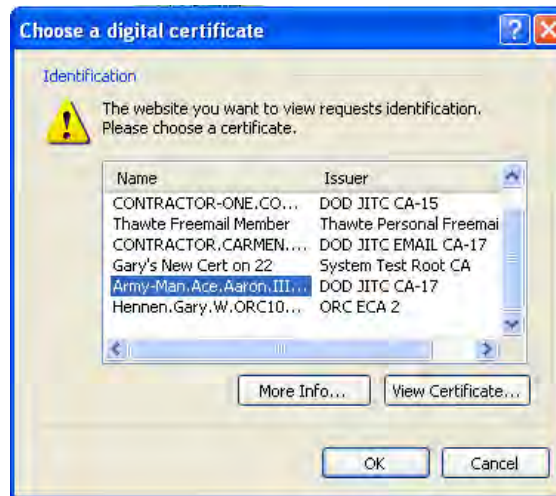 Choose a digital certificate
Identification
The website you want to view requests identification.
Please choose a certificate.
Name Issuer
CONTRACTOR-ONE.CO... DOD JITC CA-15
Thawte Freemail Member Thawte Personal Freemai
CONTRACTOR.CARMEN.... DOD JITC EMAIL CA-17
Gary's New Cert on 22 System Test Root CA
Army-Man.Ace.Aaron.III... DOD JITC CA-17
Hennen.Gary.W.ORC10... ORC ECA 2
More Info... View Certificate...
OK Cancel